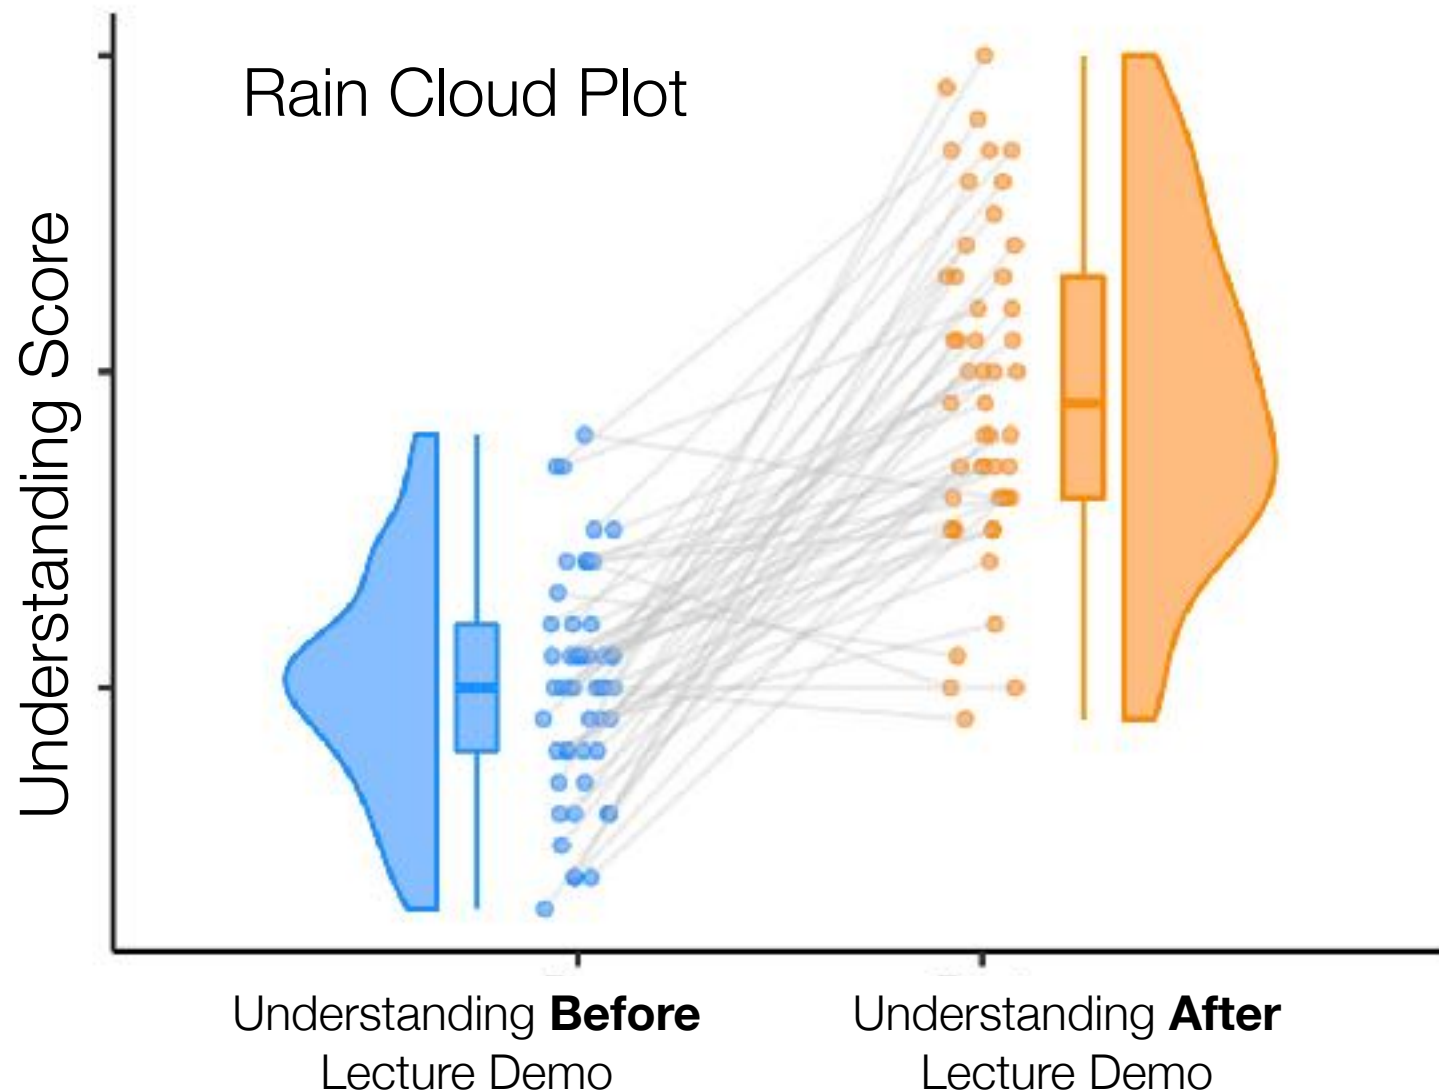 Rain Cloud Plot
Understanding Score
Understanding Before
Lecture Demo
Understanding After
Lecture Demo